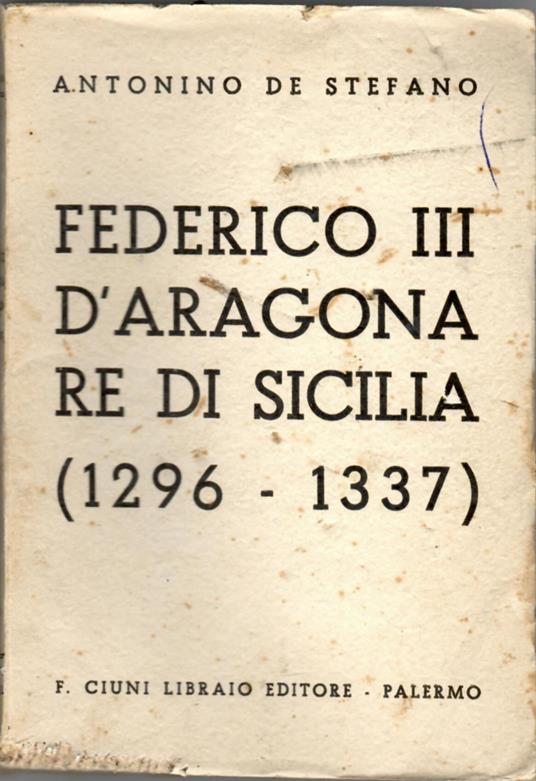 ANTONINO DE STEFANO
FEDERICO III
D'ARAGONA
RE DI SICILIA
(1296 - 1337)
F. CIUNI LIBRAIO EDITORE - PALERMO